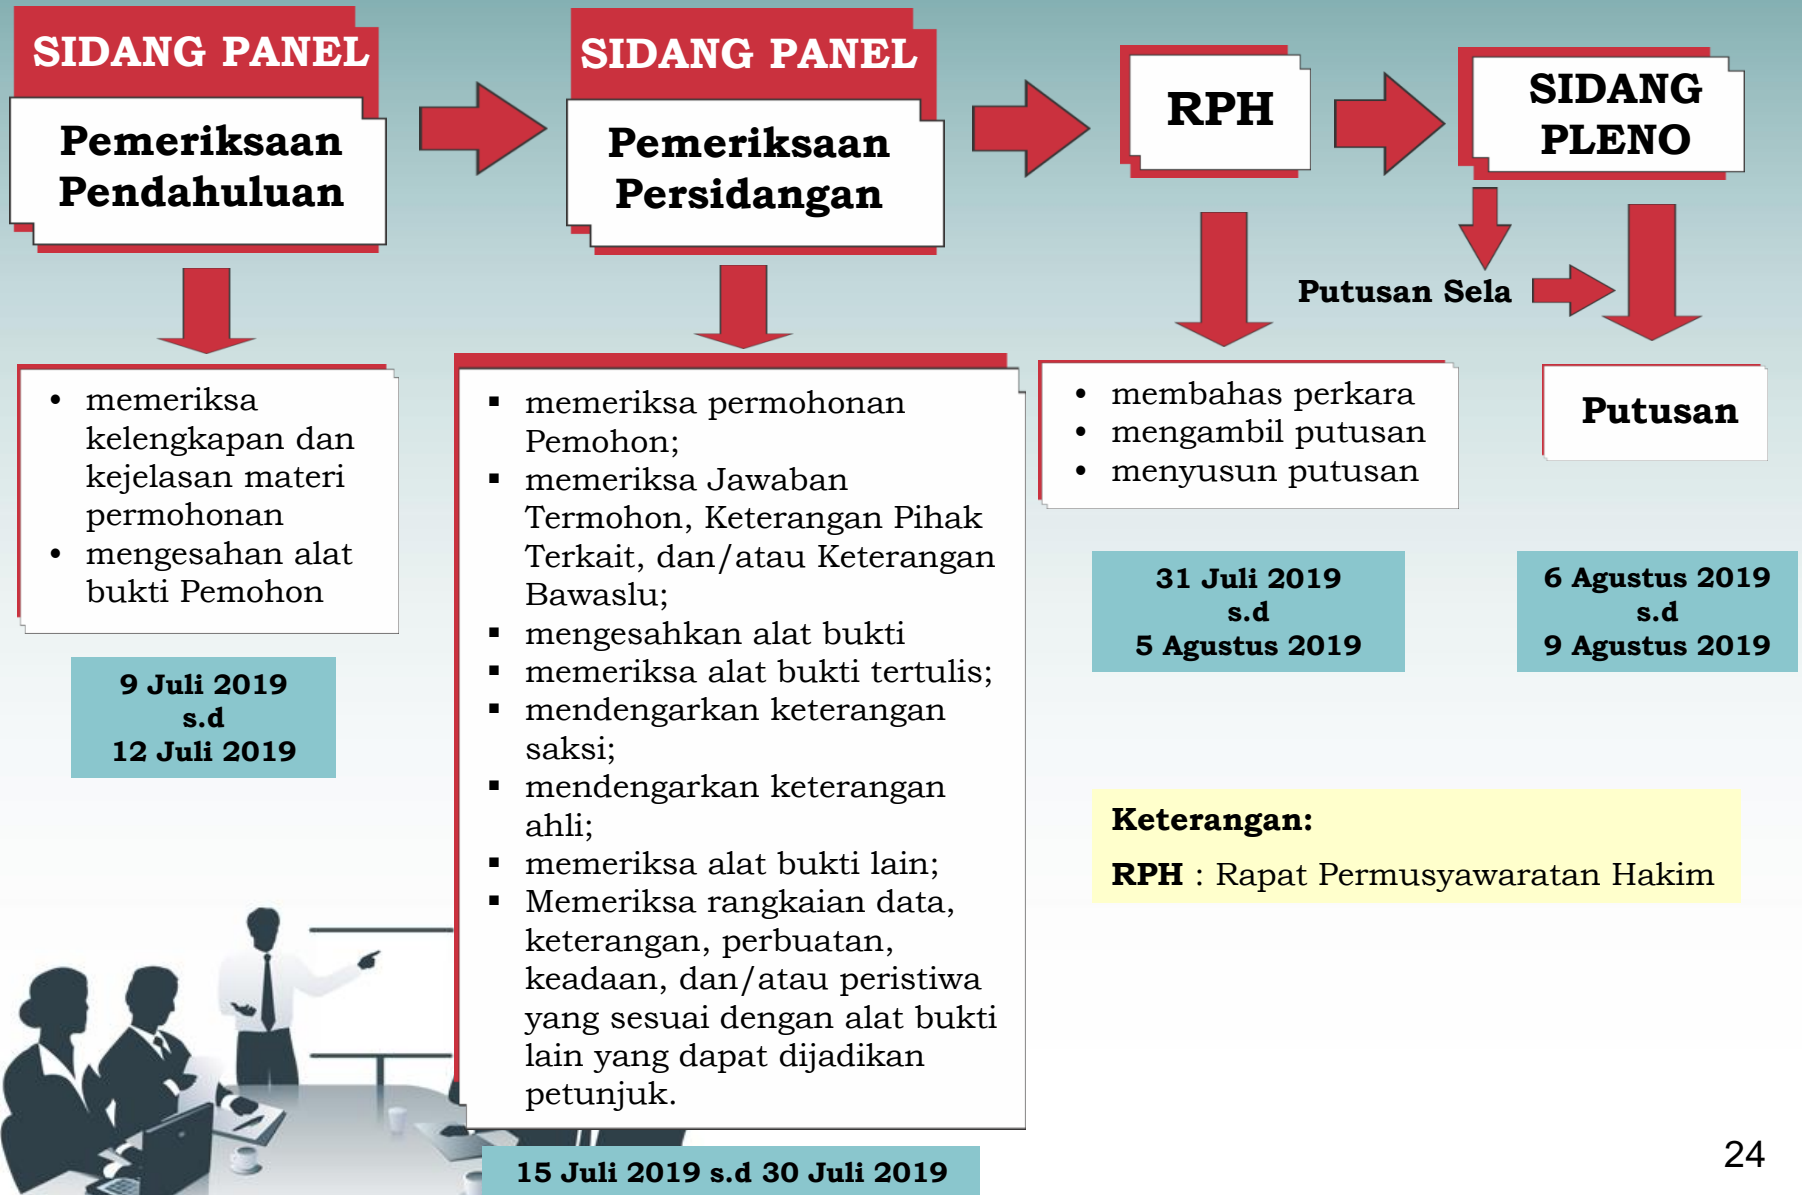 SIDANG PANEL
Pemeriksaan
Pendahuluan
• memeriksa
kelengkapan dan
kejelasan materi
permohonan
• mengesahan alat
bukti Pemohon
9 Juli 2019
s.d
12 Juli 2019
SIDANG PANEL
Pemeriksaan
Persidangan
▪ memeriksa permohonan
Pemohon;
▪ memeriksa Jawaban
Termohon, Keterangan Pihak
Terkait, dan/atau Keterangan
Bawaslu;
▪ mengesahkan alat bukti
▪ memeriksa alat bukti tertulis;
▪ mendengarkan keterangan
saksi;
▪ mendengarkan keterangan
ahli;
▪ memeriksa alat bukti lain;
▪ Memeriksa rangkaian data,
keterangan, perbuatan,
keadaan, dan/atau peristiwa
yang sesuai dengan alat bukti
lain yang dapat dijadikan
petunjuk.
15 Juli 2019 s.d 30 Juli 2019
RPH
• membahas perkara
• mengambil putusan
• menyusun putusan
31 Juli 2019
s.d
5 Agustus 2019
SIDANG
PLENO
Putusan Sela
Putusan
6 Agustus 2019
s.d
9 Agustus 2019
Keterangan:
RPH : Rapat Permusyawaratan Hakim
24